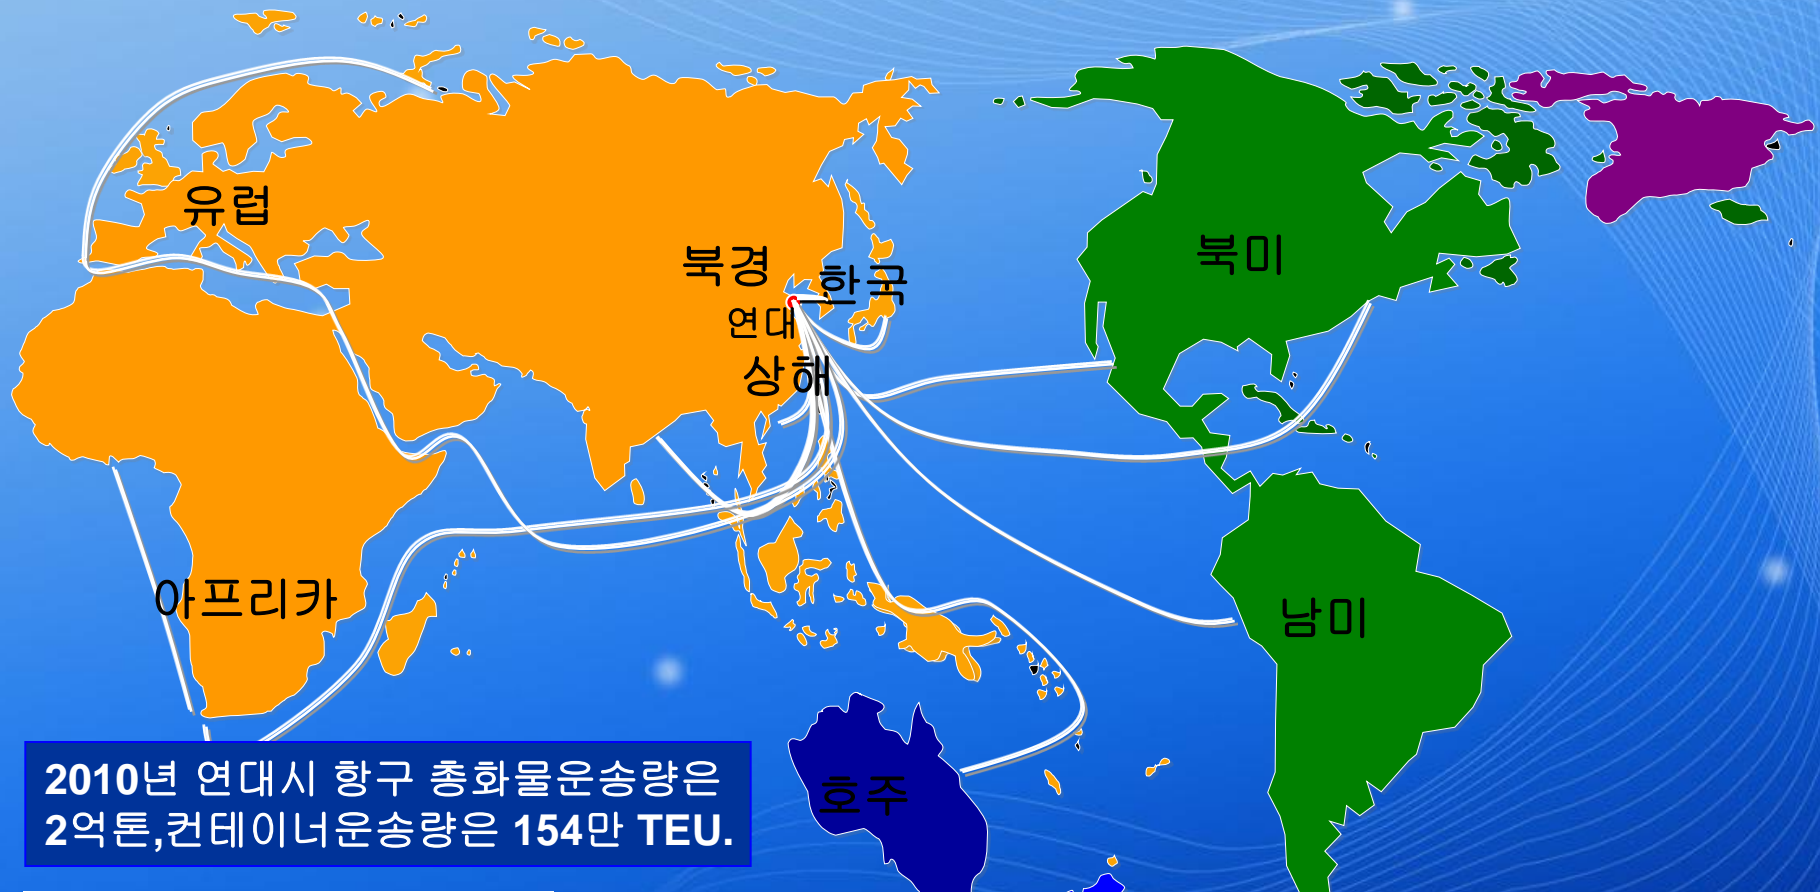 유럽
북경
한국
연대
상해
북미
아프리카
남미
호주
2010년 연대시 항구 총화물운송량은
2억톤,컨테이너운송량은 154만 TEU.